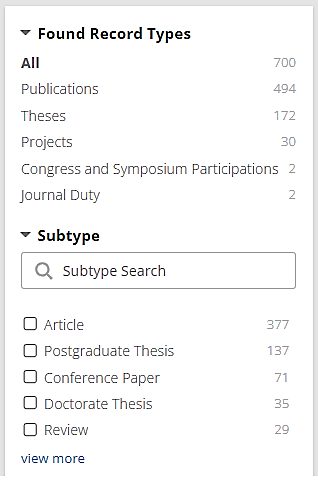 Found Record Types
All 700
Publications 494
Theses 172
Projects 30
Congress and Symposium Participations 2
Journal Duty 2
Subtype
Subtype Search
Article 377
Postgraduate Thesis 137
Conference Paper 71
Doctorate Thesis 35
Review 29
view more